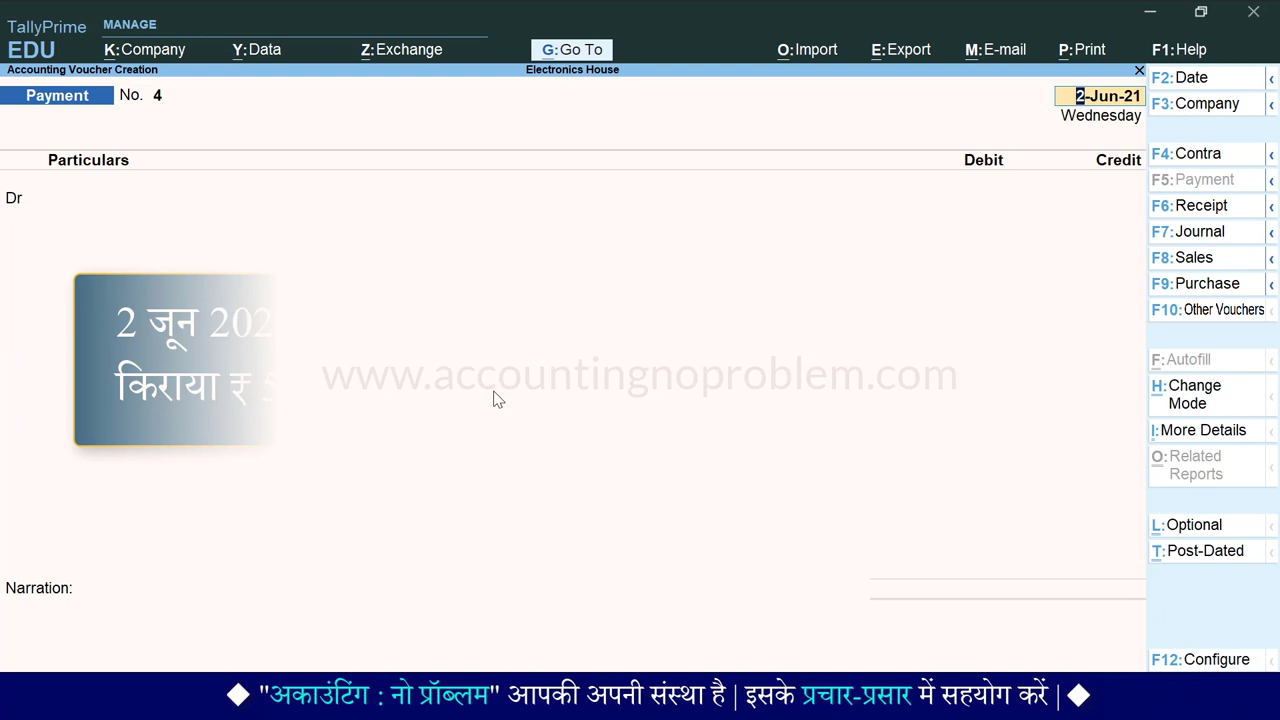 TallyPrime
EDU
MANAGE
K:Company
Y:Data
Z:Exchange
G:Go To
O:Import
E:Export
M:E-mail
P:Print
F1:Help
Accounting Voucher Creation
Electronics House
Payment No. 4
2-Jun-21
Wednesday
Particulars
Debit
Credit
Dr
2 जून
किराया ₹
www.accountingnoproblem.com
Narration:
F2:Date
F3:Company
F4:Contra
F5:Payment
F6:Receipt
F7:Journal
F8:Sales
F9:Purchase
F10:Other Vouchers
F:Autofill
H:Change
Mode
I:More Details
O:Related
Reports
L:Optional
T:Post-Dated
F12:Configure
"अकाउंटिंग : नो प्रॉब्लम" आपकी अपनी संस्था है | इसके प्रचार-प्रसार में सहयोग करें |